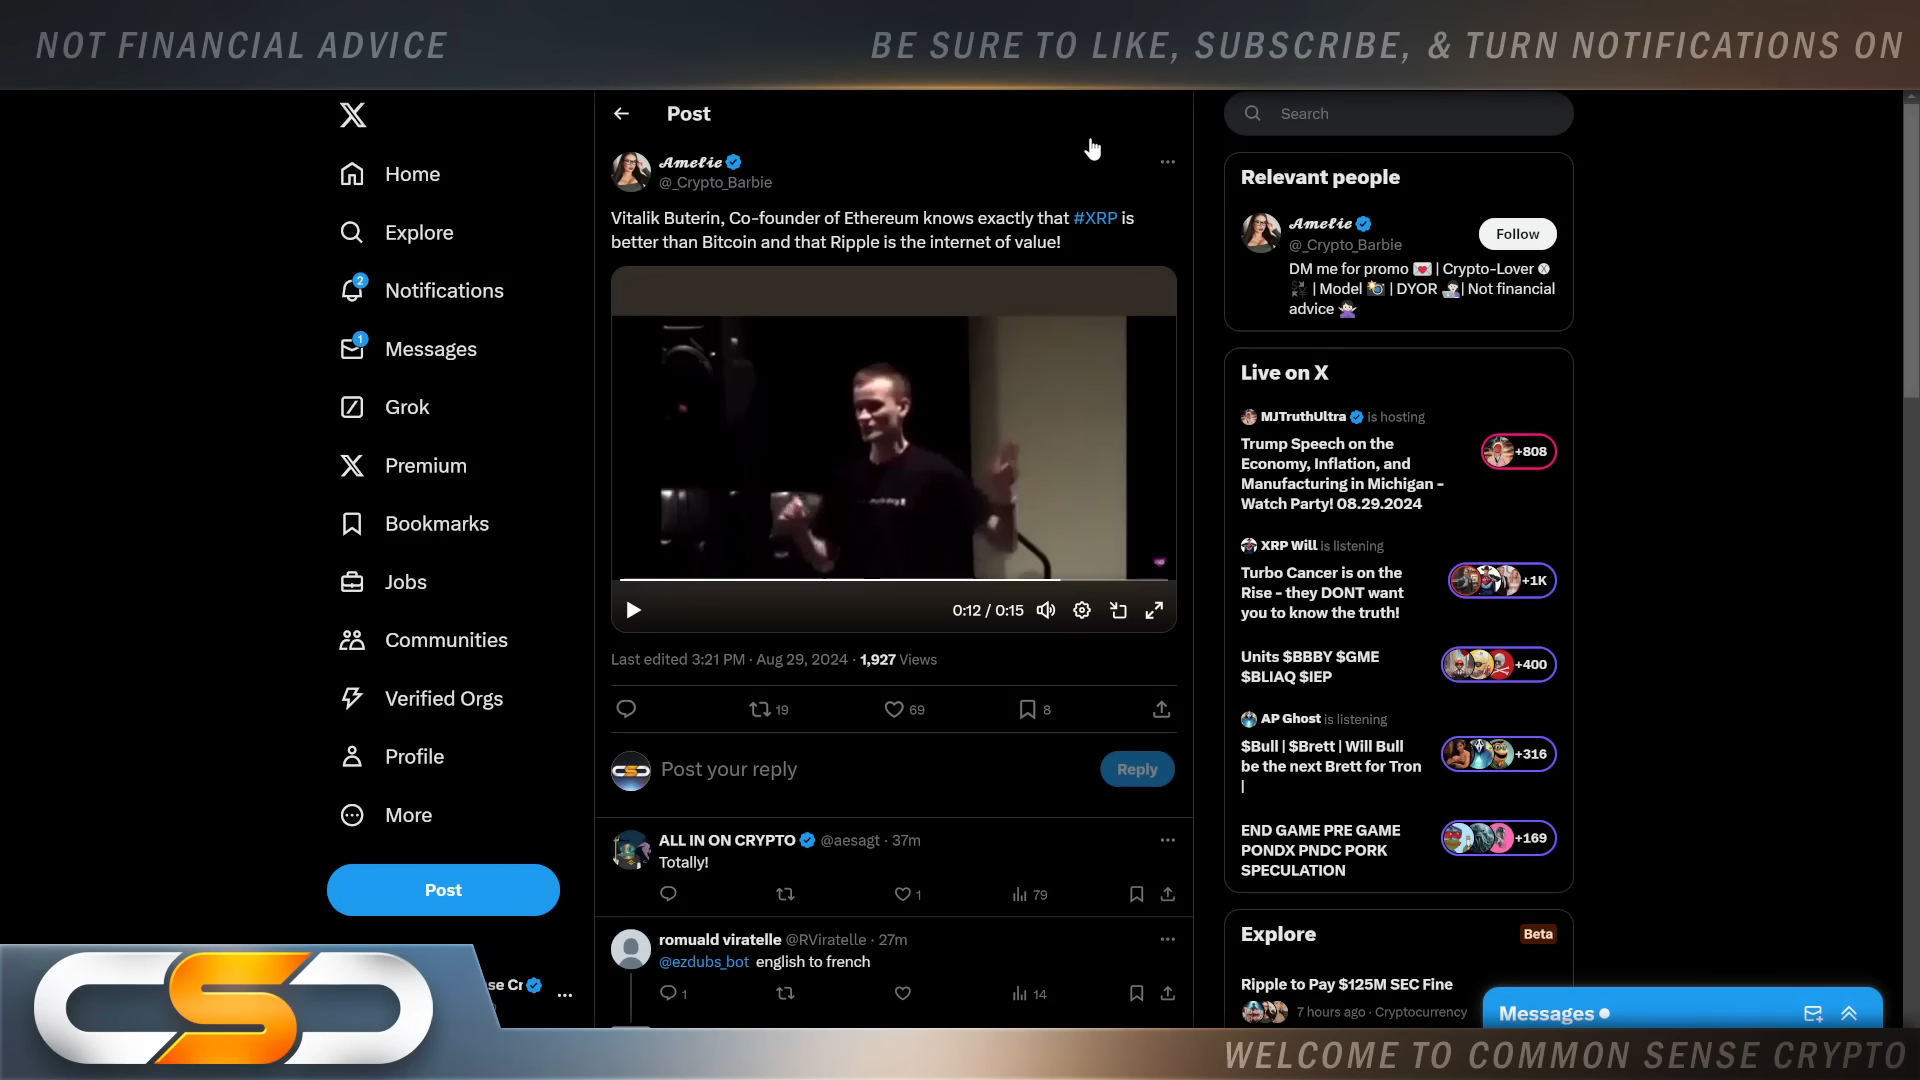 NOT FINANCIAL ADVICE
BE SURE TO LIKE, SUBSCRIBE, & TURN NOTIFICATIONS ON
Home
Explore
2
Notifications
1
Messages
Grok
Premium
Bookmarks
Jobs
Communities
Verified Orgs
Profile
More
Post
se Cr
Post
Amelie
@_Crypto_Barbie
Vitalik Buterin, Co-founder of Ethereum knows exactly that #XRP is
better than Bitcoin and that Ripple is the internet of value!
0:12 / 0:15
Last edited 3:21 PM · Aug 29, 2024 · 1,927 Views
19
69
8
Post your reply
Reply
ALL IN ON CRYPTO @aesagt · 37m
Totally!
1
79
romuald viratelle @RViratelle · 27m
@ezdubs_bot english to french
1
14
Search
Relevant people
Amelie
@_Crypto_Barbie
Follow
DM me for promo 💌 | Crypto-Lover
| Model 📸 | DYOR 👩🏻‍💻| Not financial
advice 🙅🏻‍♀️
Live on X
MJTruthUltra is hosting
Trump Speech on the
Economy, Inflation, and
Manufacturing in Michigan -
Watch Party! 08.29.2024
+808
XRP Will is listening
Turbo Cancer is on the
Rise - they DONT want
you to know the truth!
+1K
Units $BBBY $GME
$BLIAQ $IEP
+400
AP Ghost is listening
$Bull | $Brett | Will Bull
be the next Brett for Tron
|
+316
END GAME PRE GAME
PONDX PNDC PORK
SPECULATION
+169
Explore
Beta
Ripple to Pay $125M SEC Fine
7 hours ago · Cryptocurrency
Messages
CSC
WELCOME TO COMMON SENSE CRYPTO